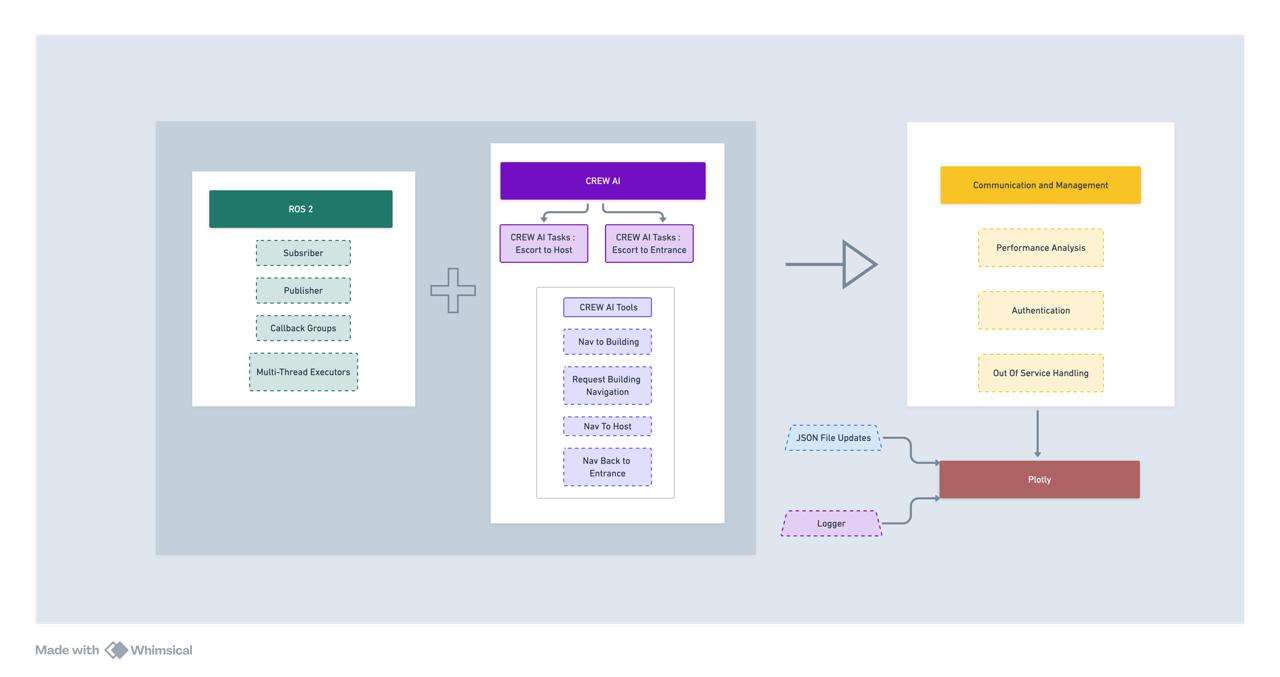 ROS 2
Subsriber
Publisher
Callback Groups
Multi-Thread Executors
CREW AI
CREW AI Tasks :
Escort to Host
CREW AI Tasks :
Escort to Entrance
CREW AI Tools
Nav to Building
Request Building
Navigation
Nav To Host
Nav Back to
Entrance
Communication and Management
Performance Analysis
Authentication
Out Of Service Handling
JSON File Updates
Plotly
Logger
Made with Whimsical